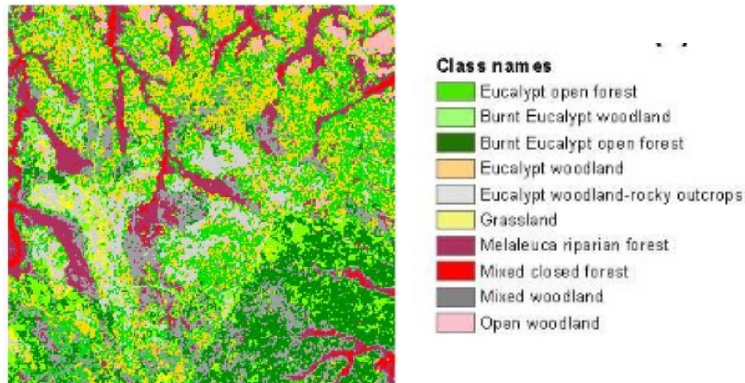 Class names
Eucalypt open forest
Burnt Eucalypt woodland
Burnt Eucalypt open forest
Eucalypt woodland
Eucalypt woodland-rocky outcrops
Grassland
Melaleuca riparian forest
Mixed closed forest
Mixed woodland
Open woodland